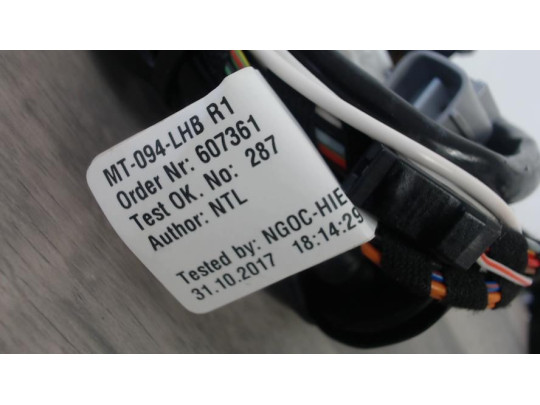 MT-094-LHB R1
Order Nr: 607361
Test OK. No: 287
Author: NTL
Tested by: NGOC-HIE
31.10.2017 18:14:29